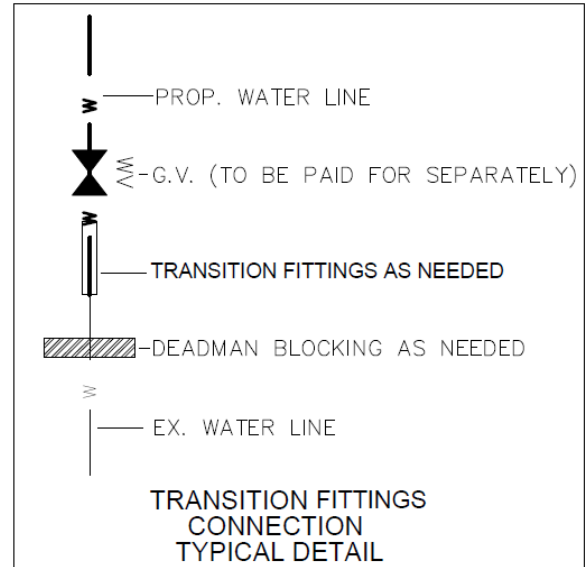 W
PROP. WATER LINE
W
G.V. (TO BE PAID FOR SEPARATELY)
W
TRANSITION FITTINGS AS NEEDED
DEADMAN BLOCKING AS NEEDED
W
EX. WATER LINE
TRANSITION FITTINGS
CONNECTION
TYPICAL DETAIL